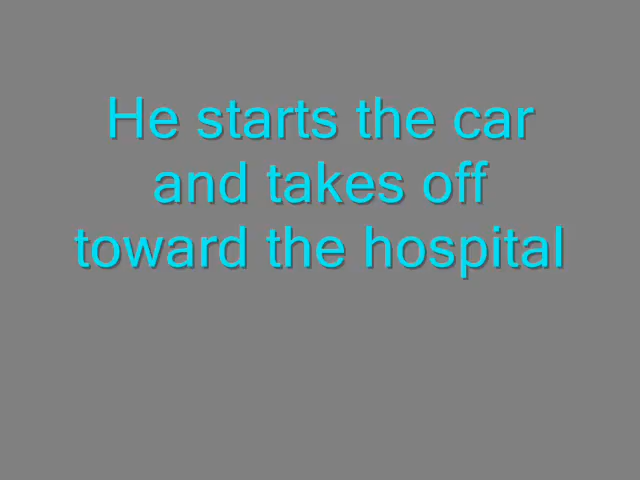 He starts the car
and takes off
toward the hospital